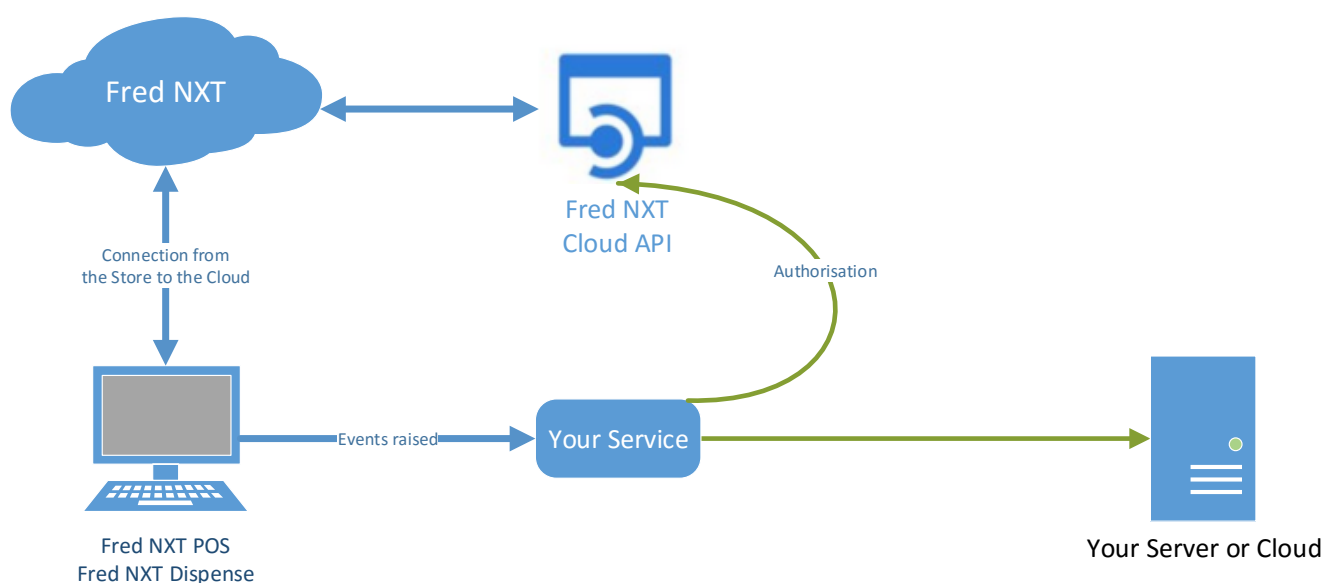 Fred NXT
Fred NXT
Cloud API
Connection from
the Store to the Cloud
Authorisation
Events raised
Your Service
Fred NXT POS
Fred NXT Dispense
Your Server or Cloud